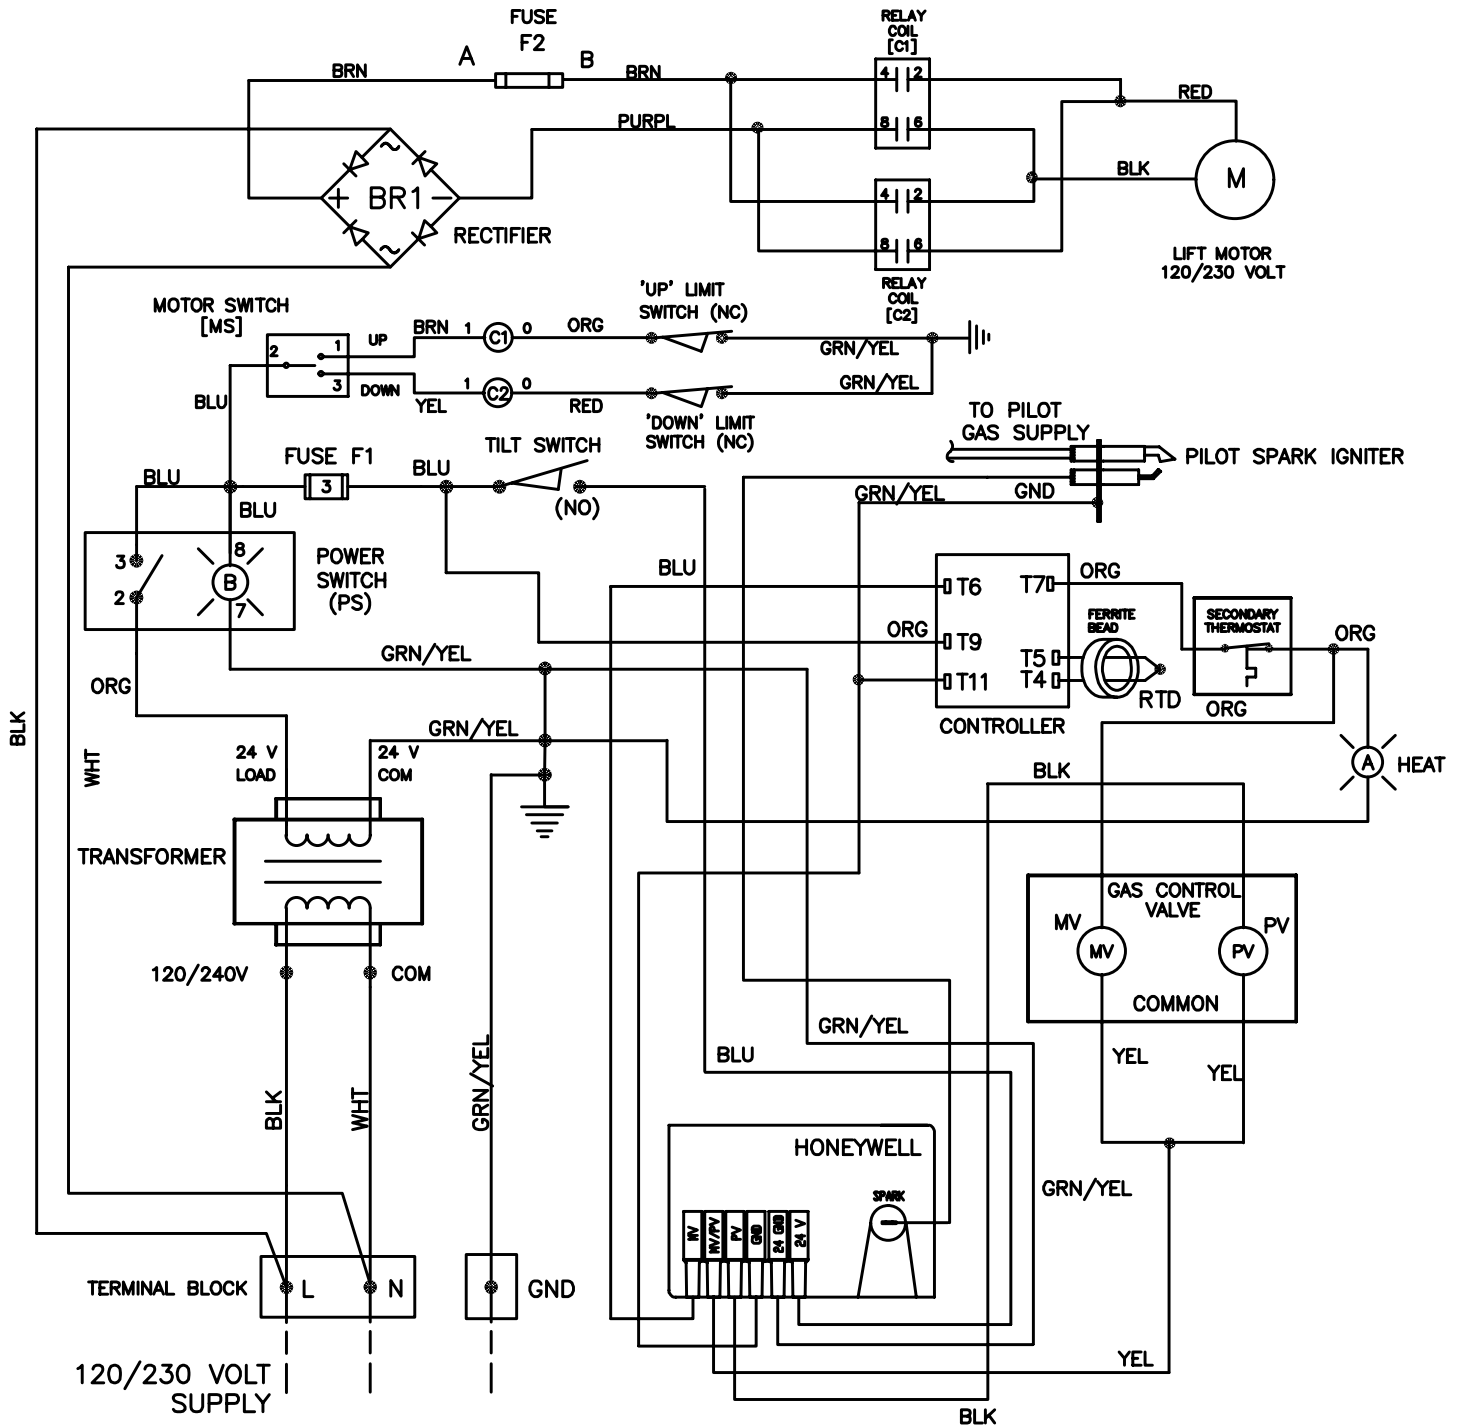 FUSE
F2
A
B
BRN
BRN
RELAY
COIL
[C1]
4
2
8
6
PURPL
RED
BLK
M
LIFT MOTOR
120/230 VOLT
+
BR1
−
~
~
RECTIFIER
4
2
8
6
RELAY
COIL
[C2]
MOTOR SWITCH
[MS]
2
1
3
UP
DOWN
BRN
1
C1
0
ORG
'UP' LIMIT
SWITCH (NC)
GRN/YEL
YEL
1
C2
0
RED
'DOWN' LIMIT
SWITCH (NC)
GRN/YEL
BLU
TO PILOT
GAS SUPPLY
PILOT SPARK IGNITER
GND
GRN/YEL
BLU
FUSE F1
3
BLU
TILT SWITCH
(NO)
BLU
3
2
8
B
7
POWER
SWITCH
(PS)
BLU
ORG
T6
T9
T11
T7
T5
T4
CONTROLLER
ORG
FERRITE
BEAD
RTD
SECONDARY
THERMOSTAT
ORG
ORG
GRN/YEL
ORG
GRN/YEL
BLK
WHT
24 V
LOAD
24 V
COM
A
HEAT
BLK
TRANSFORMER
GAS CONTROL
VALVE
MV
MV
PV
PV
COMMON
120/240V
COM
GRN/YEL
BLU
YEL
YEL
BLK
WHT
GRN/YEL
HONEYWELL
SPARK
MV
MV/PV
PV
GND
24 GND
24 V
GRN/YEL
TERMINAL BLOCK
L
N
GND
YEL
120/230 VOLT
SUPPLY
BLK